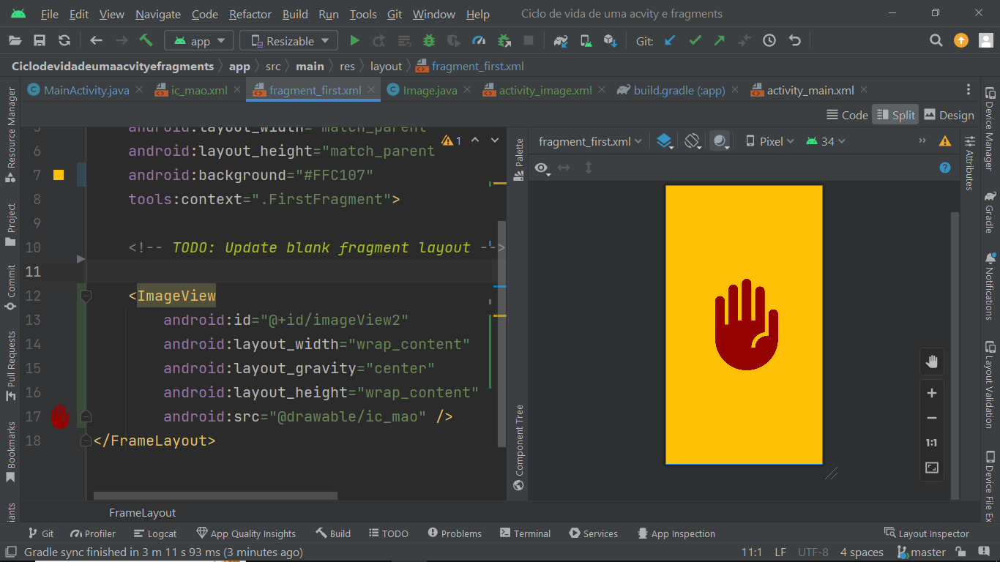 File Edit View Navigate Code Refactor Build Run Tools Git Window Help Ciclo de vida de uma acvity e fragments
app Resizable Git:
Ciclodevidadeumaacvityefragments app src main res layout fragment_first.xml
MainActivity.java ic_mao.xml fragment_first.xml Image.java activity_image.xml build.gradle (:app) activity_main.xml
Code Split Design
android:layout_width="match_parent
1
6 android:layout_height="match_parent
7 android:background="#FFC107"
8 tools:context=".FirstFragment">
9
10 <!-- TODO: Update blank fragment layout -->
11
12 <ImageView
13 android:id="@+id/imageView2"
14 android:layout_width="wrap_content"
15 android:layout_gravity="center"
16 android:layout_height="wrap_content"
17 android:src="@drawable/ic_mao" />
18 </FrameLayout>
fragment_first.xml Pixel 34
1:1
Resource Manager
Project
Commit
Pull Requests
Bookmarks
Palette
Component Tree
Attributes
Device Manager
Gradle
Notifications
Layout Validation
Device File Ex
FrameLayout
Git Profiler Logcat App Quality Insights Build TODO Problems Terminal Services App Inspection Layout Inspector
Gradle sync finished in 3 m 11 s 93 ms (3 minutes ago) 11:1 LF UTF-8 4 spaces master